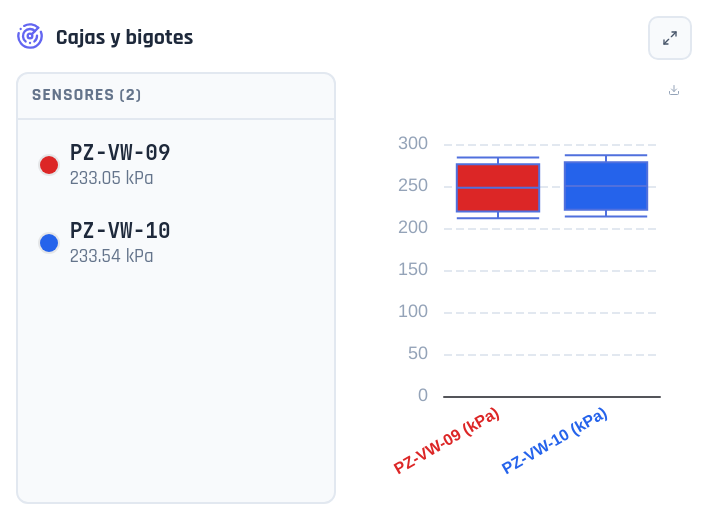 Cajas y bigotes
SENSORES (2)
PZ-VW-09
233.05 kPa
PZ-VW-10
233.54 kPa
300
250
200
150
100
50
0
PZ-VW-09 (kPa)
PZ-VW-10 (kPa)